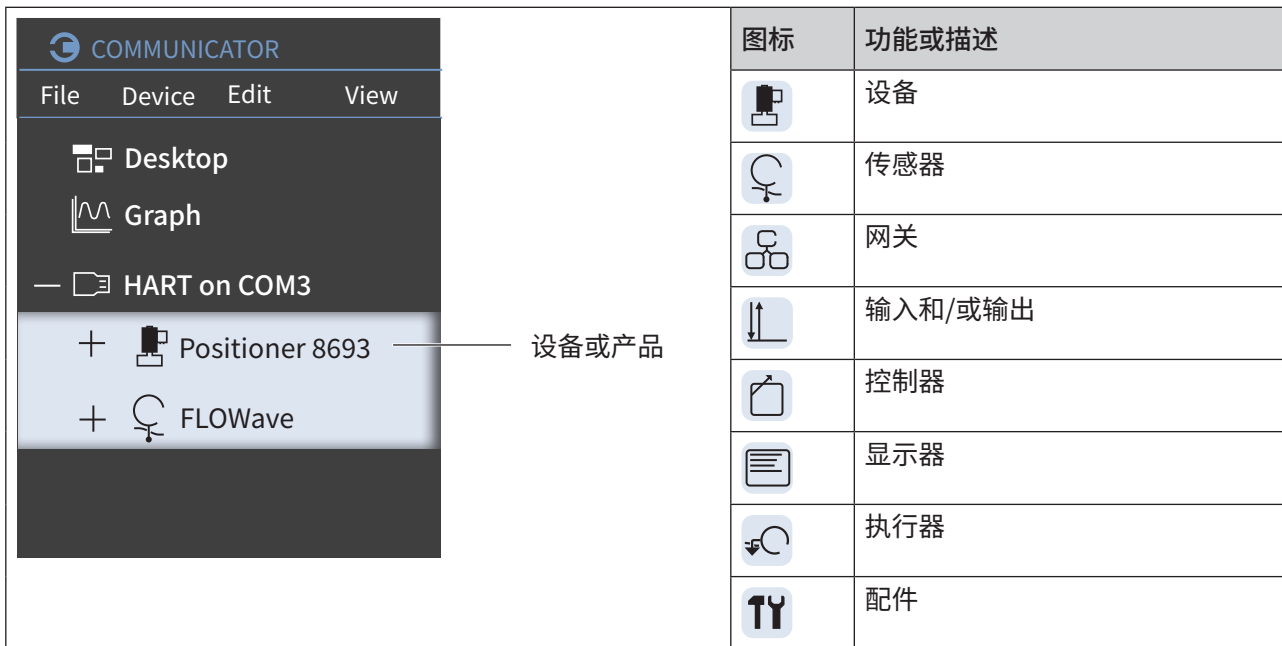 COMMUNICATOR
File Device Edit View
Desktop
Graph
HART on COM3
Positioner 8693
设备或产品
FLOWave
图标 功能或描述
设备
传感器
网关
输入和/或输出
控制器
显示器
执行器
配件